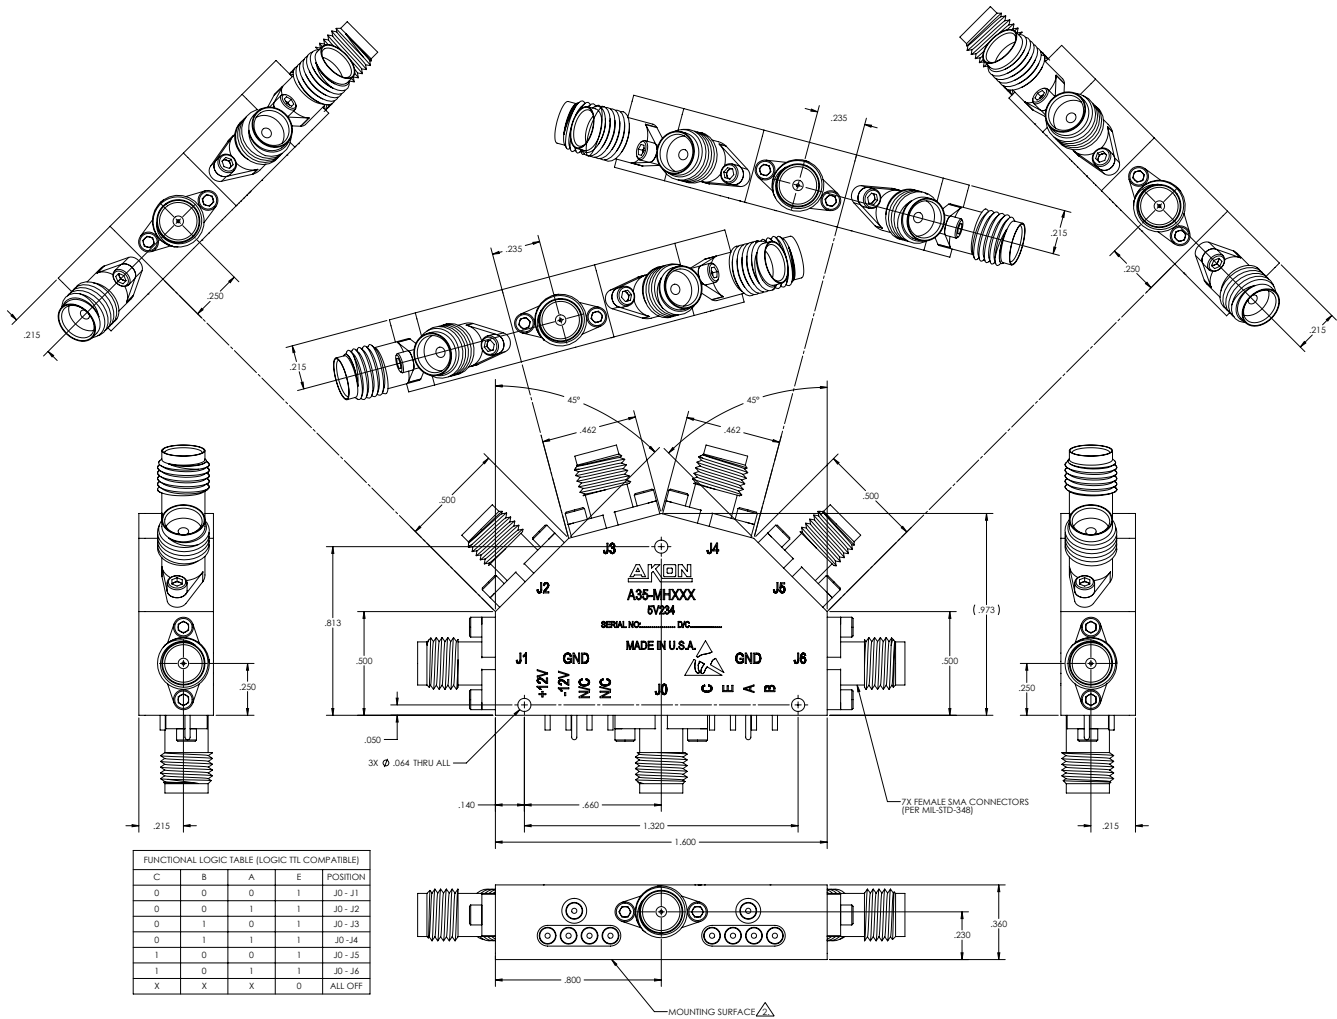 .235
.215
.250
.215
.235
.215
.250
.215
45°
45°
.462
.462
.500
.500
J3
J4
J2
J5
AKON
A35-MHXXX
5V234
SERIAL NO:__________ D/C__________
MADE IN U.S.A.
J1
GND
GND
J6
+12V
-12V
N/C
N/C
J0
C
E
A
B
.813
.500
(.973)
.500
.250
.250
.050
3X Ø .064 THRU ALL
.140
.660
1.320
1.600
7X FEMALE SMA CONNECTORS
(PER MIL-STD-348)
.215
.215
FUNCTIONAL LOGIC TABLE (LOGIC TTL COMPATIBLE)
C B A E POSITION
0 0 0 1 J0 - J1
0 0 1 1 J0 - J2
0 1 0 1 J0 - J3
0 1 1 1 J0 -J4
1 0 0 1 J0 - J5
1 0 1 1 J0 - J6
X X X 0 ALL OFF
.230
.360
.800
MOUNTING SURFACE 2